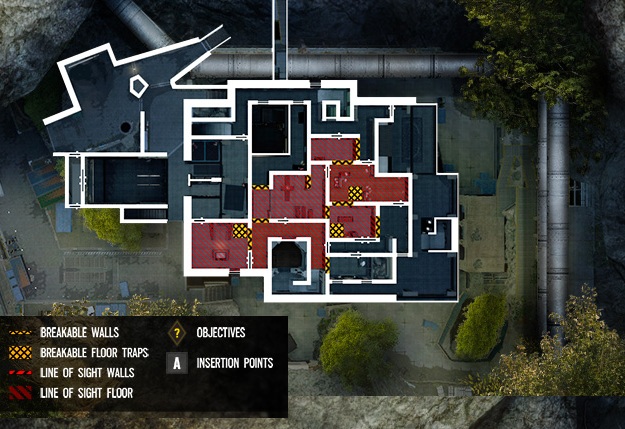 BREAKABLE WALLS
BREAKABLE FLOOR TRAPS
LINE OF SIGHT WALLS
LINE OF SIGHT FLOOR
? OBJECTIVES
A INSERTION POINTS